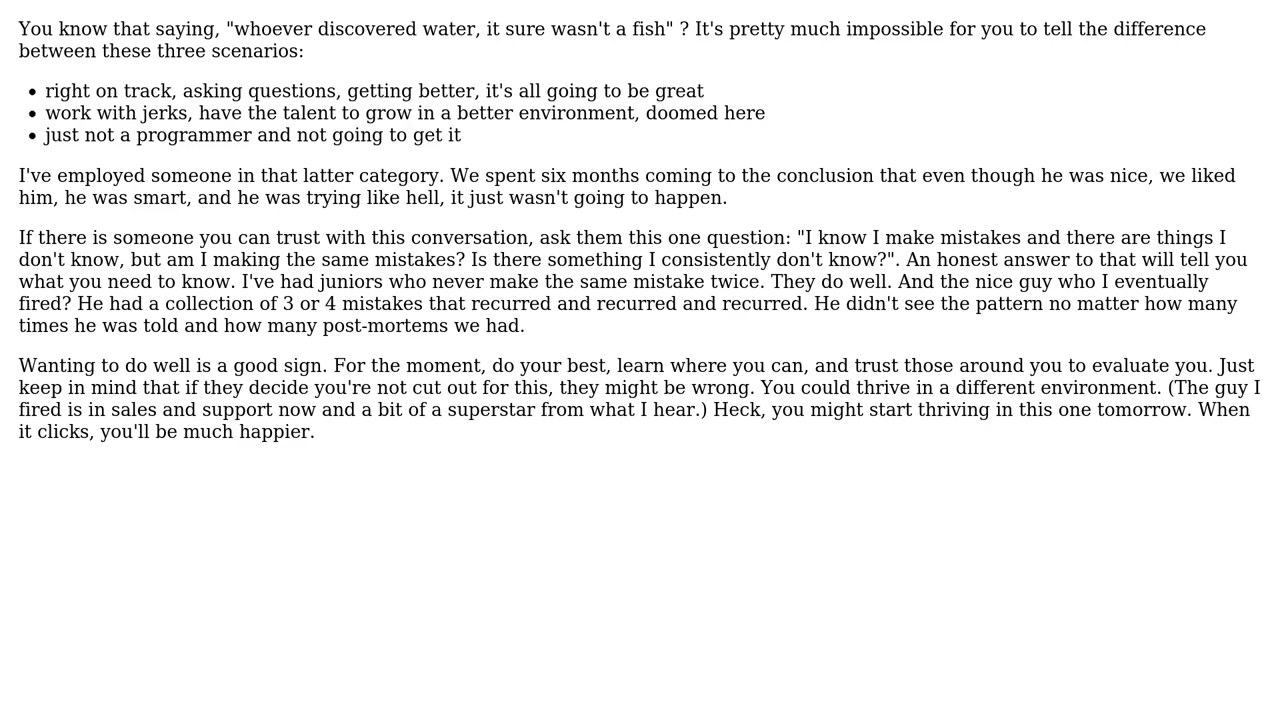 You know that saying, "whoever discovered water, it sure wasn't a fish" ? It's pretty much impossible for you to tell the difference
between these three scenarios:
• right on track, asking questions, getting better, it's all going to be great
• work with jerks, have the talent to grow in a better environment, doomed here
• just not a programmer and not going to get it
I've employed someone in that latter category. We spent six months coming to the conclusion that even though he was nice, we liked
him, he was smart, and he was trying like hell, it just wasn't going to happen.
If there is someone you can trust with this conversation, ask them this one question: "I know I make mistakes and there are things I
don't know, but am I making the same mistakes? Is there something I consistently don't know?". An honest answer to that will tell you
what you need to know. I've had juniors who never make the same mistake twice. They do well. And the nice guy who I eventually
fired? He had a collection of 3 or 4 mistakes that recurred and recurred and recurred. He didn't see the pattern no matter how many
times he was told and how many post-mortems we had.
Wanting to do well is a good sign. For the moment, do your best, learn where you can, and trust those around you to evaluate you. Just
keep in mind that if they decide you're not cut out for this, they might be wrong. You could thrive in a different environment. (The guy I
fired is in sales and support now and a bit of a superstar from what I hear.) Heck, you might start thriving in this one tomorrow. When
it clicks, you'll be much happier.